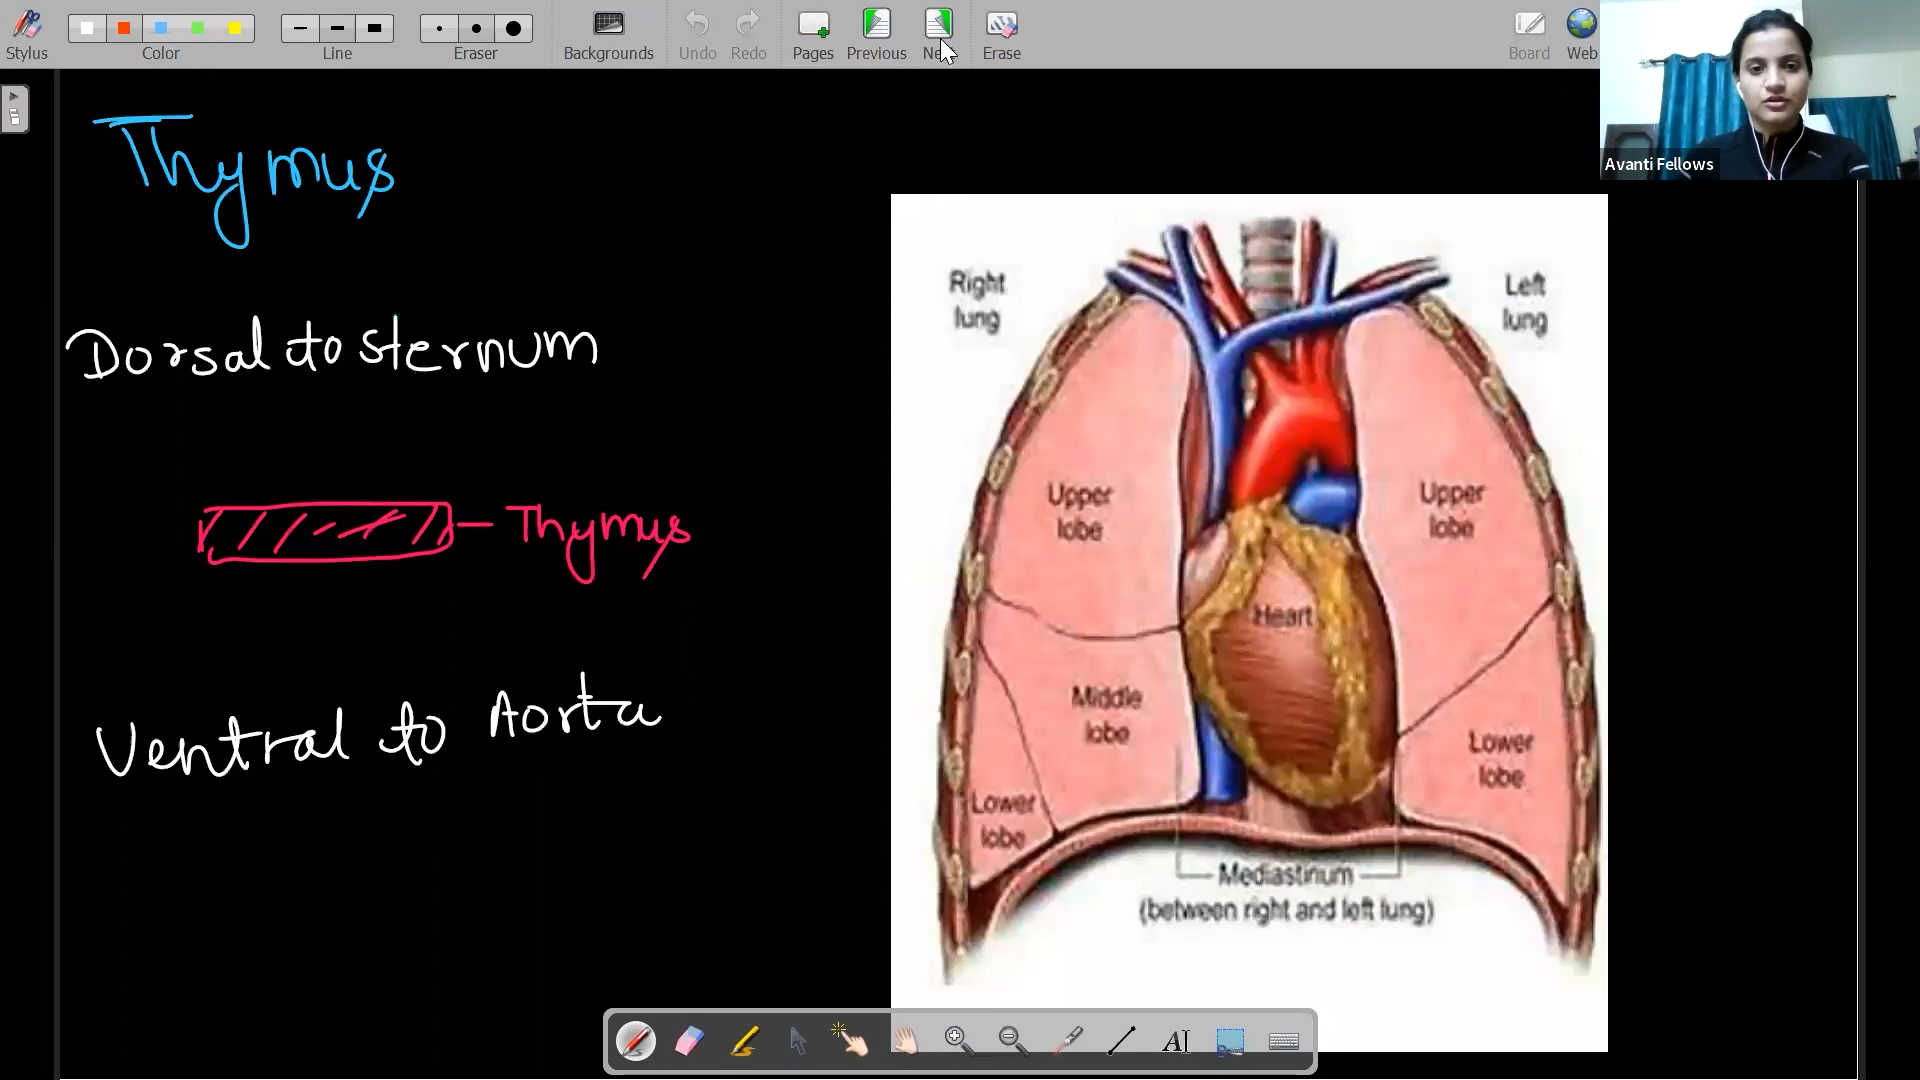 Stylus
Color
Line
Eraser
Backgrounds
Undo
Redo
Pages
Previous
Erase
Board
Web
Avanti Fellows
Thymus
Dorsal to sternum
Thymus
Ventral to Aorta
Right
lung
Left
lung
Upper
lobe
Upper
lobe
Heart
Middle
lobe
Lower
lobe
Lower
lobe
Mediastinum
(between right and left lung)